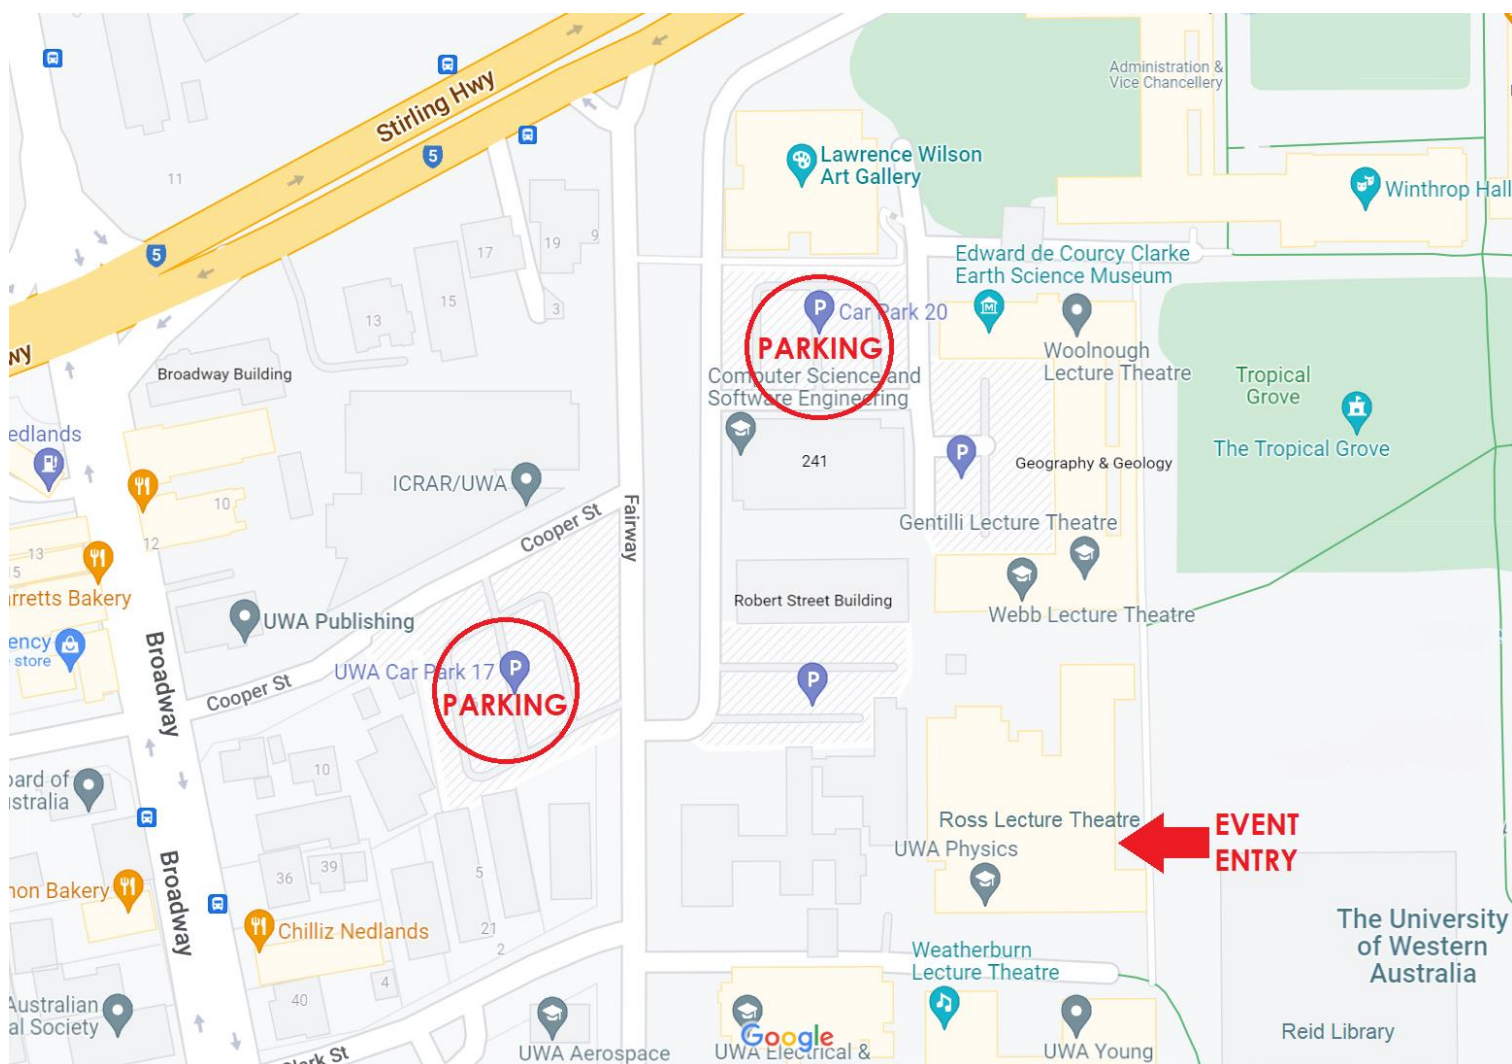 Administration &
Vice Chancellery
Stirling Hwy
5
11
Lawrence Wilson
Art Gallery
Winthrop Hall
5
17
19
9
Edward de Courcy Clarke
Earth Science Museum
15
3
13
P
Car Park 20
PARKING
wy
Woolnough
Lecture Theatre
Broadway Building
Computer Science and
Software Engineering
Tropical
Grove
The Tropical Grove
edlands
241
P
Geography & Geology
ICRAR/UWA
10
Fairway
Cooper St
Gentilli Lecture Theatre
12
13
5
rretts Bakery
Robert Street Building
Webb Lecture Theatre
UWA Publishing
ency
store
Broadway
UWA Car Park 17
P
PARKING
P
Cooper St
10
oard of
stralia
Ross Lecture Theatre
EVENT
ENTRY
UWA Physics
Broadway
39
36
5
non Bakery
21
Chilliz Nedlands
2
The University
of Western
Australia
Weatherburn
Lecture Theatre
4
40
Australian
al Society
Reid Library
Google
UWA Aerospace
UWA Electrical &
UWA Young
lark St